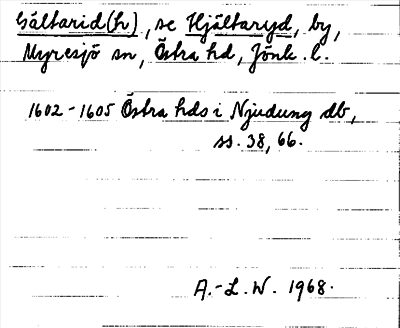 Gältarid(h), se Hjältaryd, by,
Myresjö sn, Östra hd, Jönk. l.
1602-1605 Östra hds i Njudung db,
ss. 38, 66.
A.-L. W. 1968.